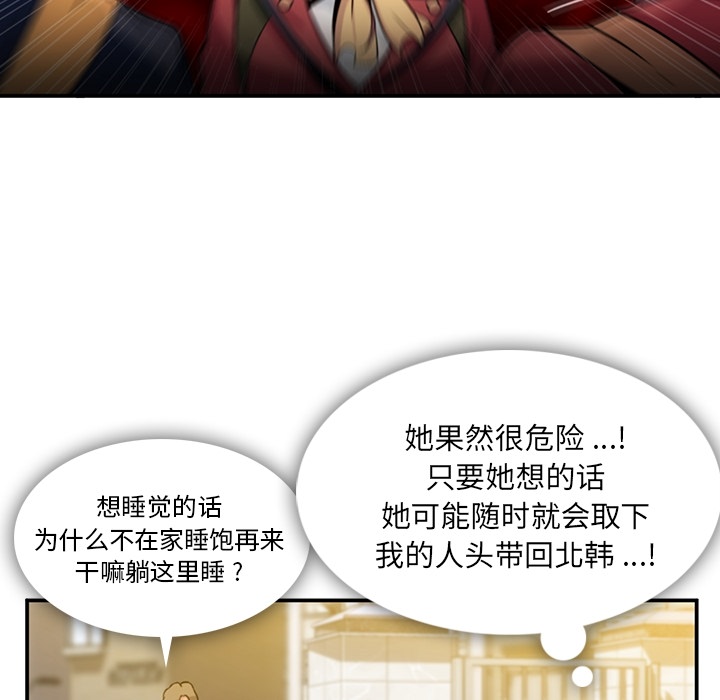 她果然很危险...!
只要她想的话
她可能随时就会取下
我的人头带回北韩...!
想睡觉的话
为什么不在家睡饱再来
干嘛躺这里睡?